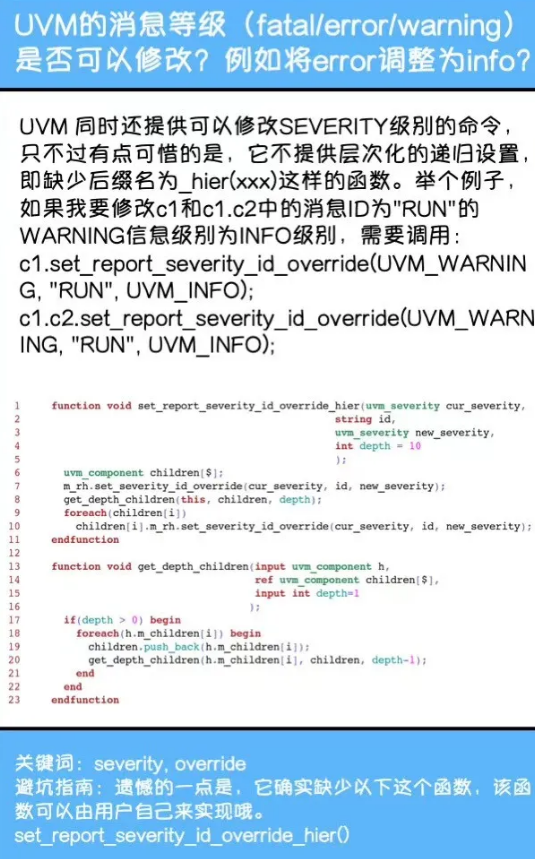 UVM的消息等级（fatal/error/warning）
是否可以修改？例如将error调整为info？
UVM 同时还提供可以修改SEVERITY级别的命令，
只不过有点可惜的是，它不提供层次化的递归设置，
即缺少后缀名为_hier(xxx)这样的函数。举个例子，
如果我要修改c1和c1.c2中的消息ID为"RUN"的
WARNING信息级别为INFO级别，需要调用：
c1.set_report_severity_id_override(UVM_WARNIN
G, "RUN", UVM_INFO);
c1.c2.set_report_severity_id_override(UVM_WARN
ING, "RUN", UVM_INFO);
1 function void set_report_severity_id_override_hier(uvm_severity cur_severity,
2 string id,
3 uvm_severity new_severity,
4 int depth = 10
5 );
6 uvm_component children[$];
7 m_rh.set_severity_id_override(cur_severity, id, new_severity);
8 get_depth_children(this, children, depth);
9 foreach(children[i])
10 children[i].m_rh.set_severity_id_override(cur_severity, id, new_severity);
11 endfunction
12
13 function void get_depth_children(input uvm_component h,
14 ref uvm_component children[$],
15 input int depth=1
16 );
17 if(depth > 0) begin
18 foreach(h.m_children[i]) begin
19 children.push_back(h.m_children[i]);
20 get_depth_children(h.m_children[i], children, depth-1);
21 end
22 end
23 endfunction
关键词：severity, override
避坑指南：遗憾的一点是，它确实缺少以下这个函数，该函
数可以由用户自己来实现哦。
set_report_severity_id_override_hier()